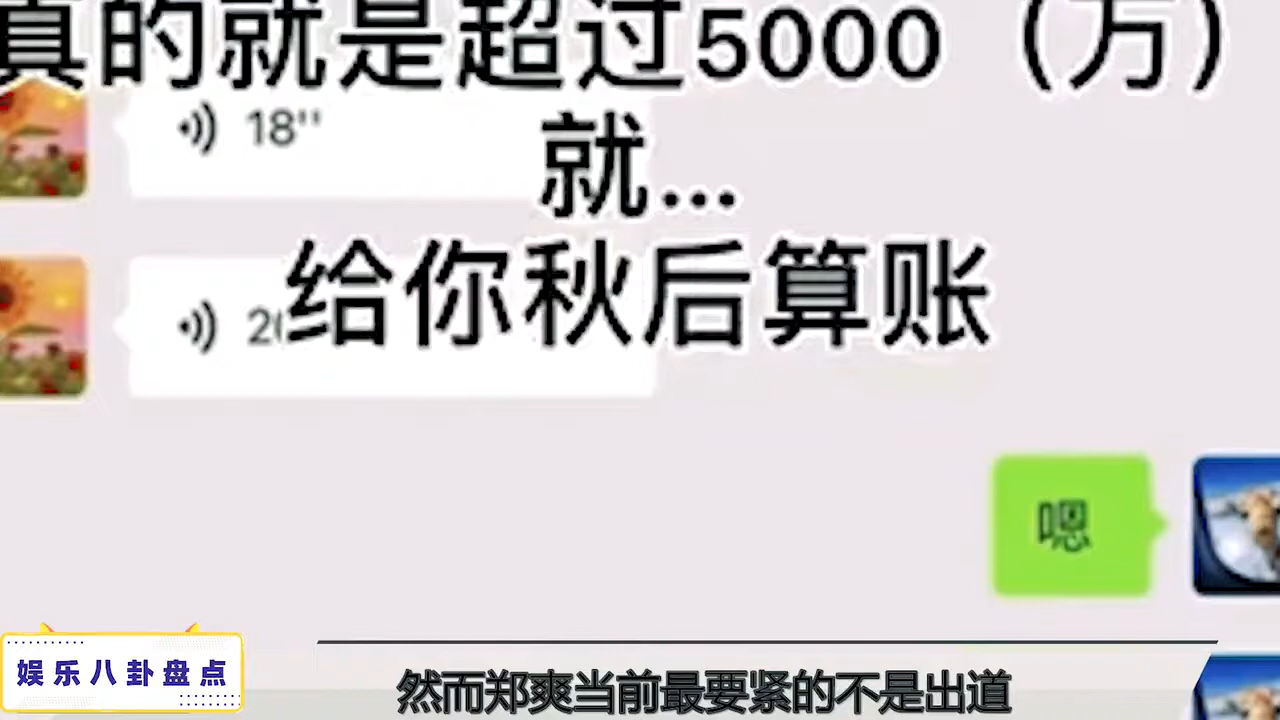 真的就是超过5000（万）
18''
就...
给你秋后算账
嗯
娱乐八卦盘点
然而郑爽当前最要紧的不是出道